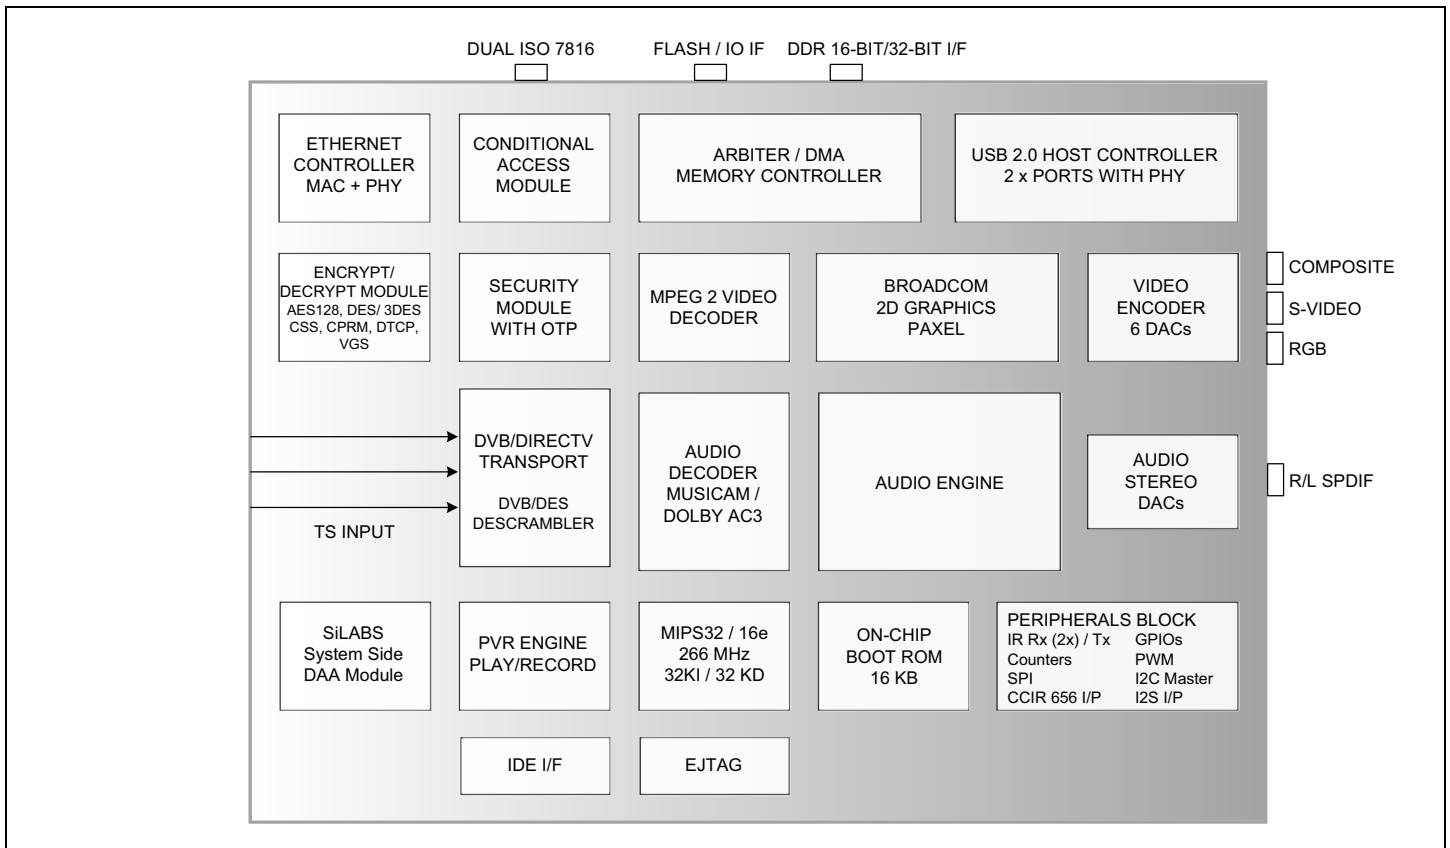 DUAL ISO 7816
FLASH / IO IF
DDR 16-BIT/32-BIT I/F
ETHERNET
CONTROLLER
MAC + PHY
CONDITIONAL
ACCESS
MODULE
ARBITER / DMA
MEMORY CONTROLLER
USB 2.0 HOST CONTROLLER
2 x PORTS WITH PHY
ENCRYPT/
DECRYPT MODULE
AES128, DES/ 3DES
CSS, CPRM, DTCP,
VGS
SECURITY
MODULE
WITH OTP
MPEG 2 VIDEO
DECODER
BROADCOM
2D GRAPHICS
PAXEL
VIDEO
ENCODER
6 DACs
COMPOSITE
S-VIDEO
RGB
TS INPUT
DVB/DIRECTV
TRANSPORT
DVB/DES
DESCRAMBLER
AUDIO
DECODER
MUSICAM /
DOLBY AC3
AUDIO ENGINE
AUDIO
STEREO
DACs
R/L SPDIF
SiLABS
System Side
DAA Module
PVR ENGINE
PLAY/RECORD
MIPS32 / 16e
266 MHz
32KI / 32 KD
ON-CHIP
BOOT ROM
16 KB
PERIPHERALS BLOCK
IR Rx (2x) / Tx GPIOs
Counters PWM
SPI I2C Master
CCIR 656 I/P I2S I/P
IDE I/F
EJTAG